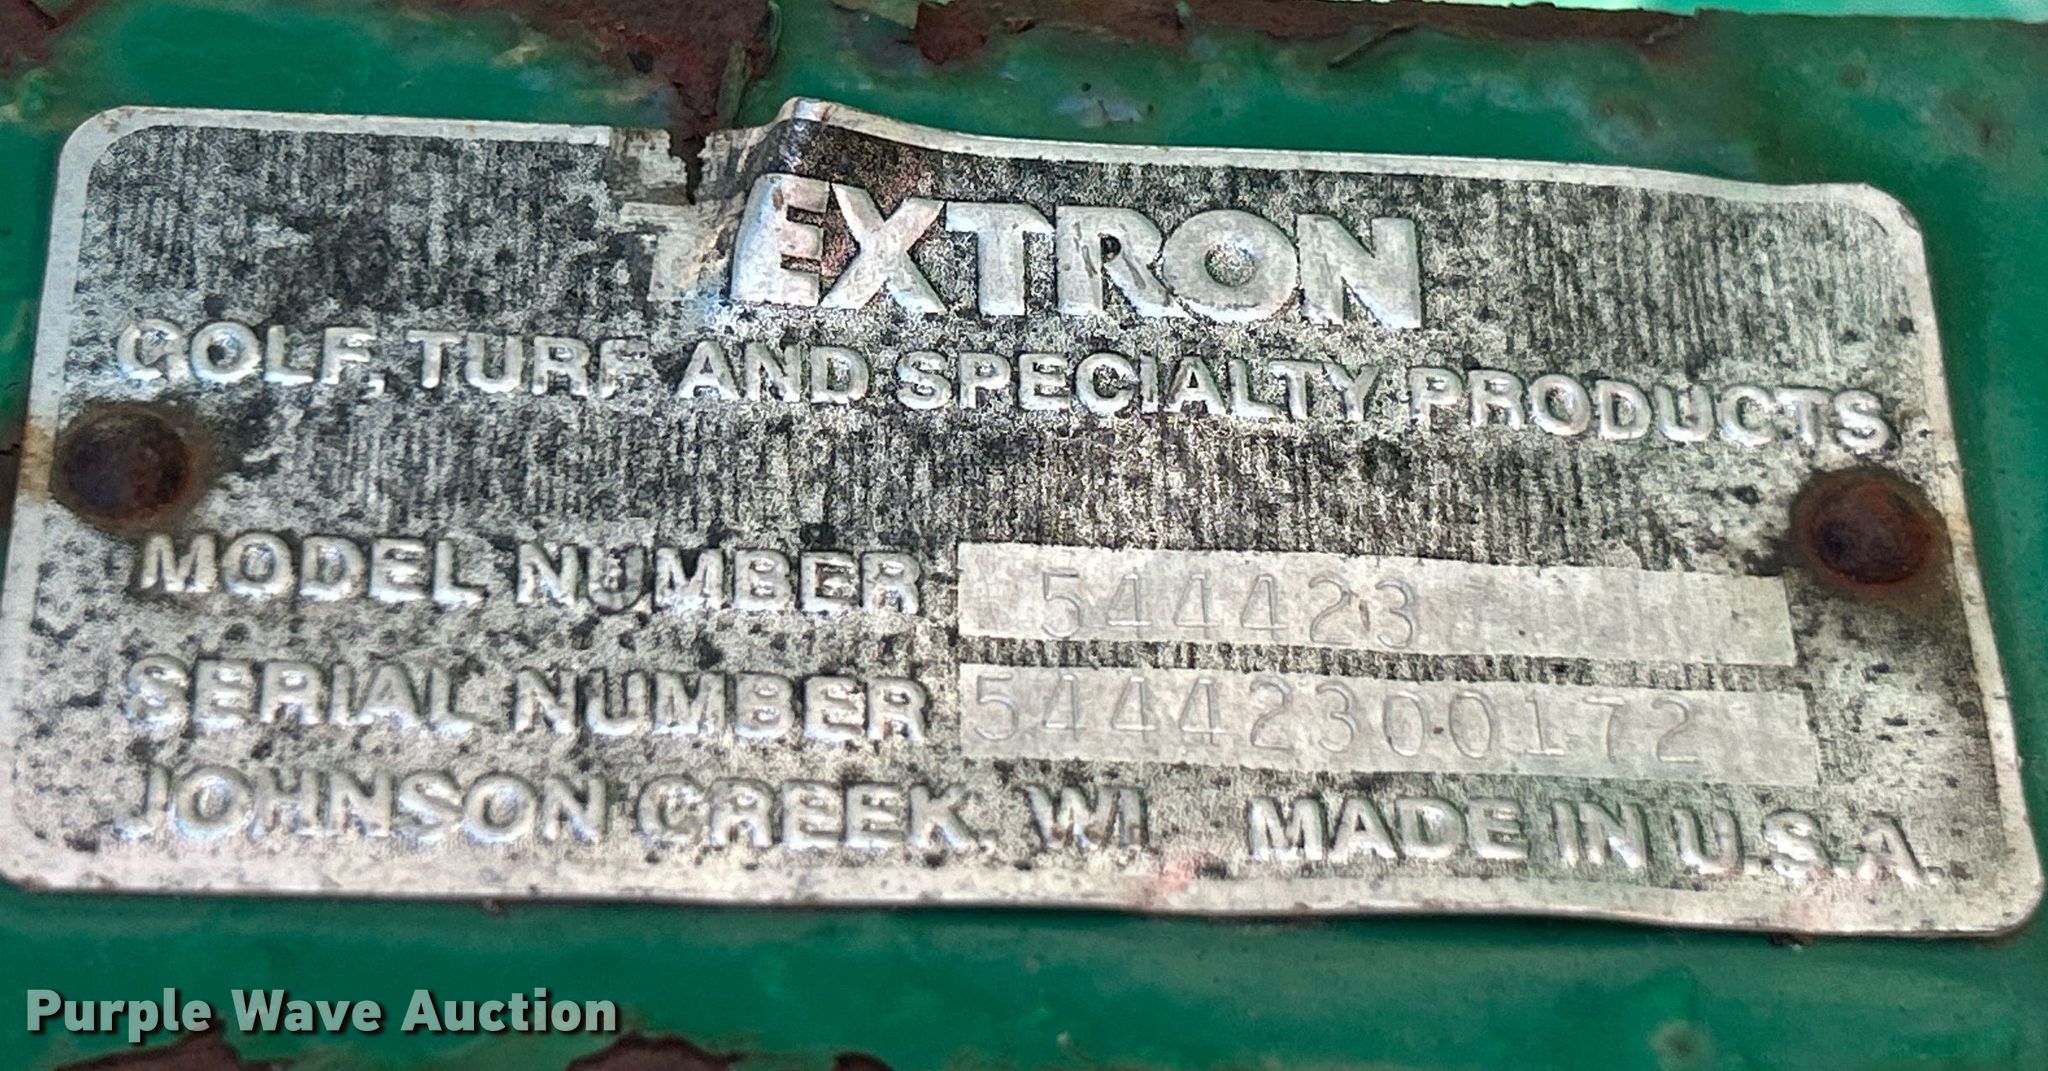 TEXTRON
GOLF, TURF AND SPECIALTY PRODUCTS
MODEL NUMBER 544423
SERIAL NUMBER 54442300172
JOHNSON CREEK, WI MADE IN U.S.A.
Purple Wave Auction